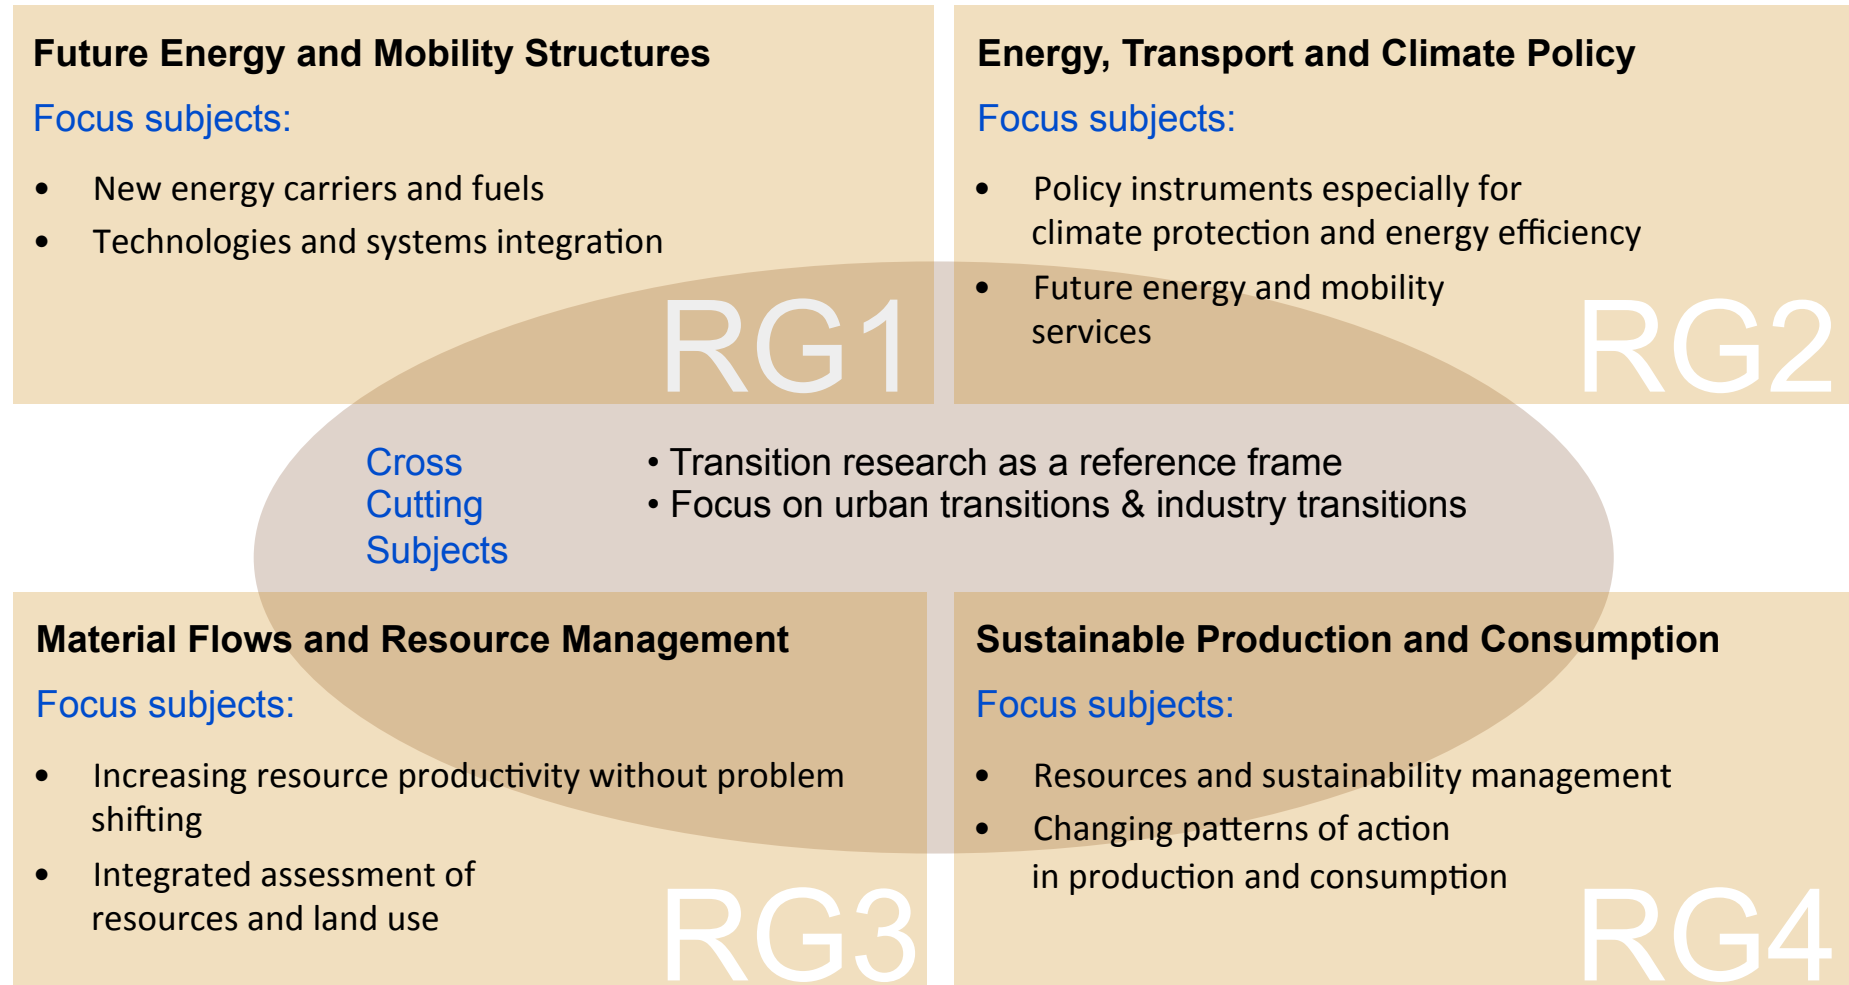 Future Energy and Mobility Structures
Focus subjects:
• New energy carriers and fuels
• Technologies and systems integration
RG1
Energy, Transport and Climate Policy
Focus subjects:
• Policy instruments especially for
climate protection and energy efficiency
• Future energy and mobility
services
RG2
Cross
Cutting
Subjects
• Transition research as a reference frame
• Focus on urban transitions & industry transitions
Material Flows and Resource Management
Focus subjects:
• Increasing resource productivity without problem
shifting
• Integrated assessment of
resources and land use
RG3
Sustainable Production and Consumption
Focus subjects:
• Resources and sustainability management
• Changing patterns of action
in production and consumption
RG4